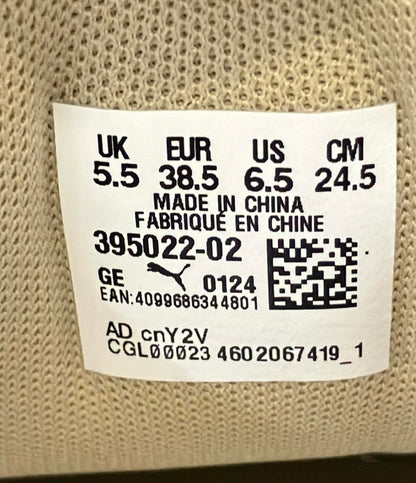 UK EUR US CM
5.5 38.5 6.5 24.5
MADE IN CHINA
FABRIQUÉ EN CHINE
395022-02
GE 0124
EAN:4099686344801
AD cnY2V
CGL00023 4602067419_1